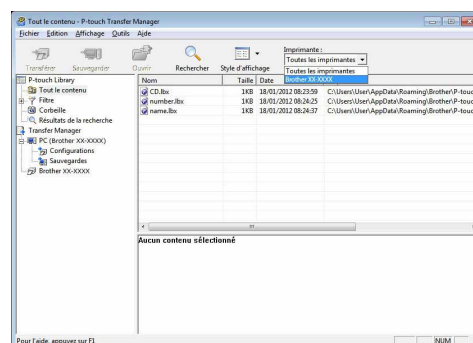 Tout le contenu - P-touch Transfer Manager
Fichier Edition Affichage Outils Ajde
Transférer Sauvegarder Ouvrir Rechercher Style d'affichage
Imprimante :
Toutes les imprimantes
Toutes les imprimantes
Brother XX-XXXX
P-touch Library
Tout le contenu
Filtre
Corbeille
Résultats de la recherche
Transfer Manager
PC (Brother XX-XXXX)
Configurations
Sauvegardes
Brother XX-XXXX
Nom Taille Date
CD.lbx 1KB 18/01/2012 08:23:59 C:\Users\User\AppData\Roaming\Brother\P-touc
number.lbx 1KB 18/01/2012 08:24:25 C:\Users\User\AppData\Roaming\Brother\P-touc
name.lbx 1KB 18/01/2012 08:24:37 C:\Users\User\AppData\Roaming\Brother\P-touc
Aucun contenu sélectionné
Pour l'aide, appuyez sur F1 NUM